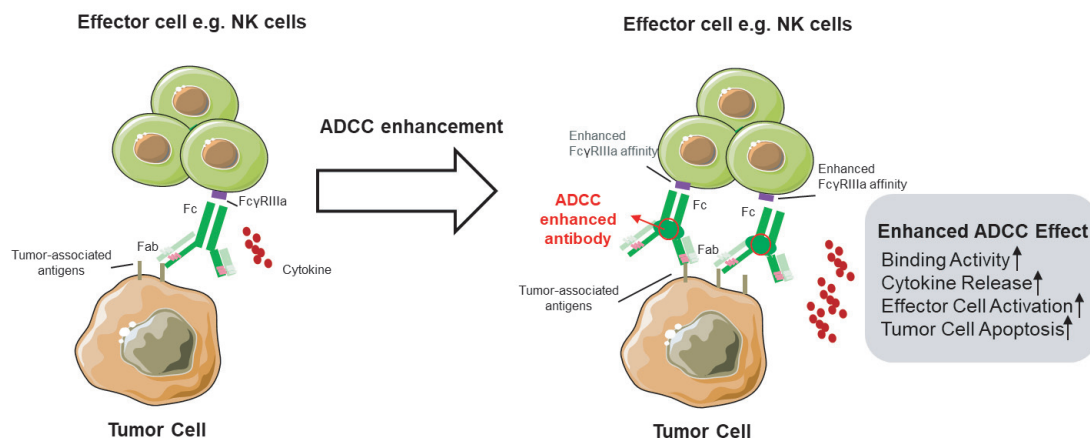 Effector cell e.g. NK cells
FcγRIIIa
Fc
Fab
Tumor-associated
antigens
Cytokine
Tumor Cell
ADCC enhancement
Effector cell e.g. NK cells
Enhanced
FcγRIIIa affinity
Enhanced
FcγRIIIa affinity
Fc
Fc
ADCC
enhanced
antibody
Fab
Tumor-associated
antigens
Tumor Cell
Enhanced ADCC Effect
Binding Activity↑
Cytokine Release↑
Effector Cell Activation↑
Tumor Cell Apoptosis↑